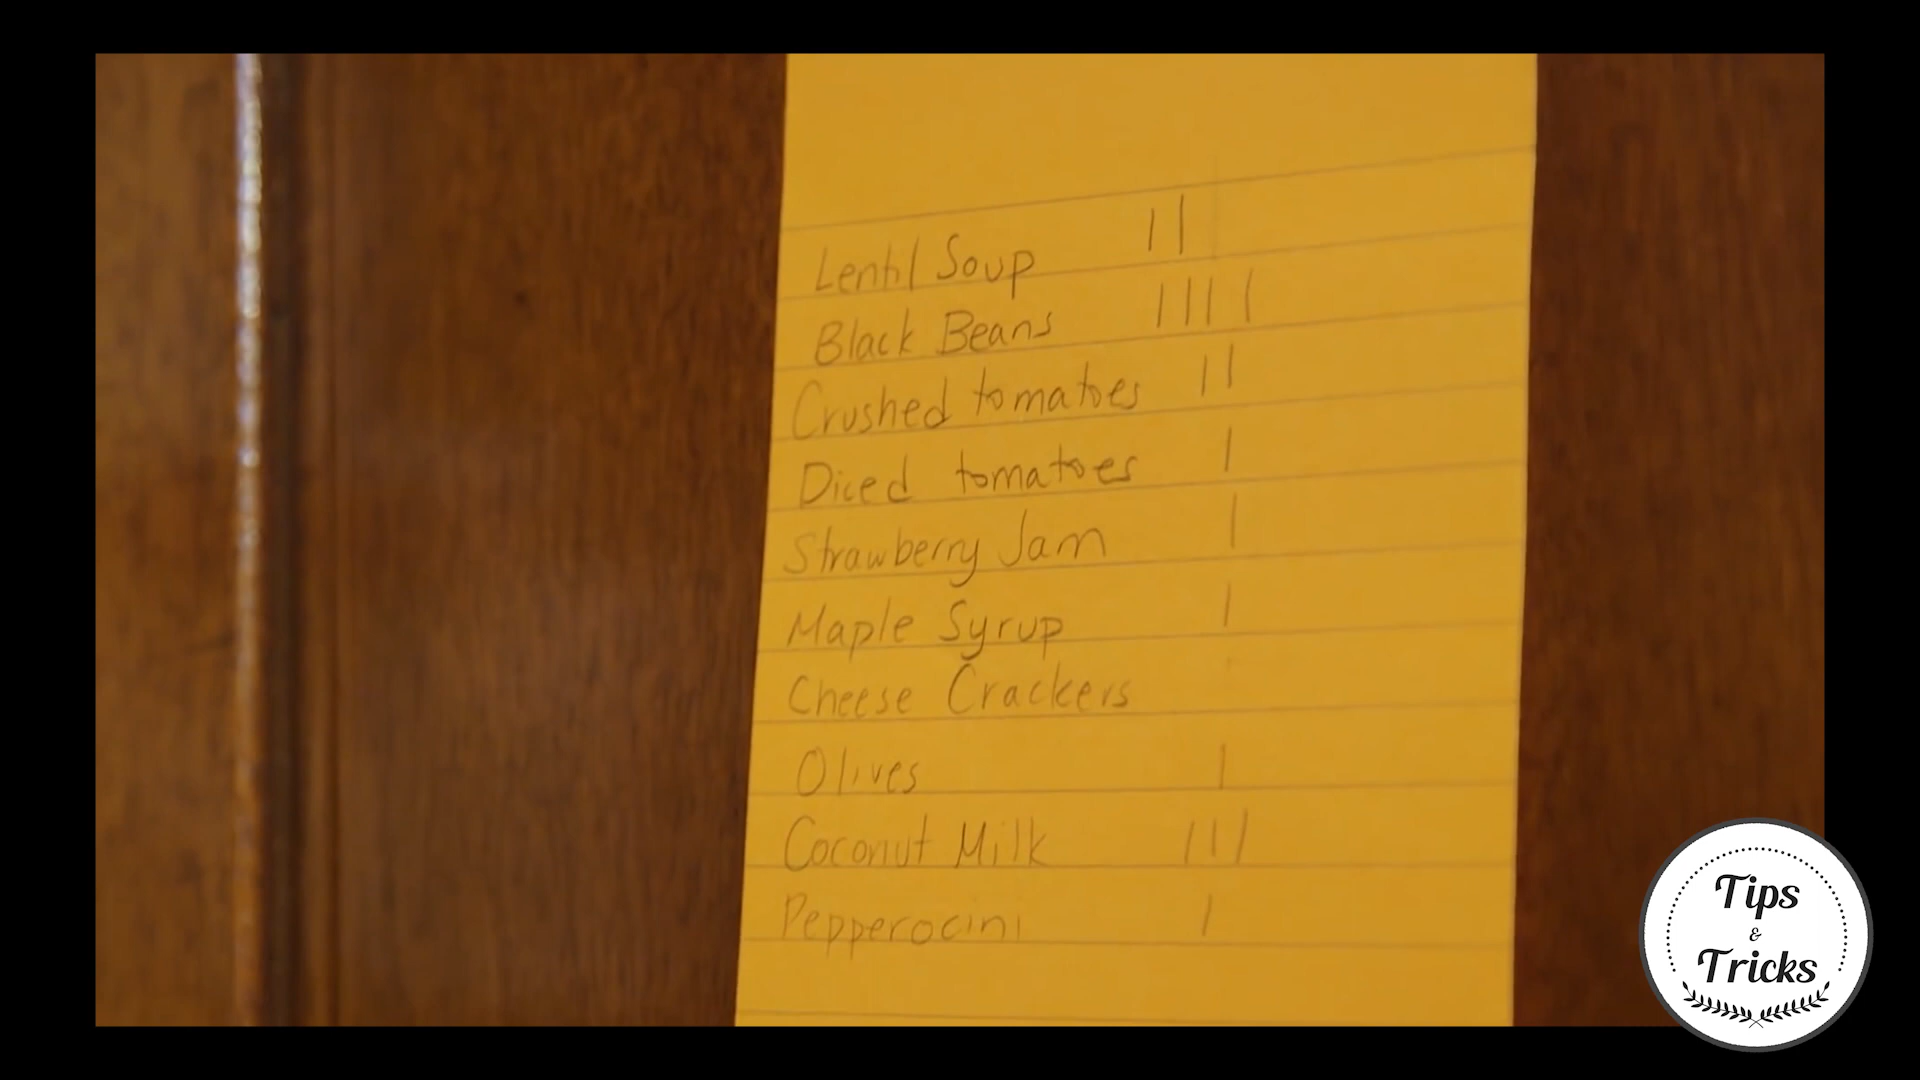 Lentil Soup ||
Black Beans ||||
Crushed tomatoes ||
Diced tomatoes |
Strawberry Jam |
Maple Syrup |
Cheese Crackers
Olives |
Coconut Milk |||
Pepperocini |
Tips
&
Tricks